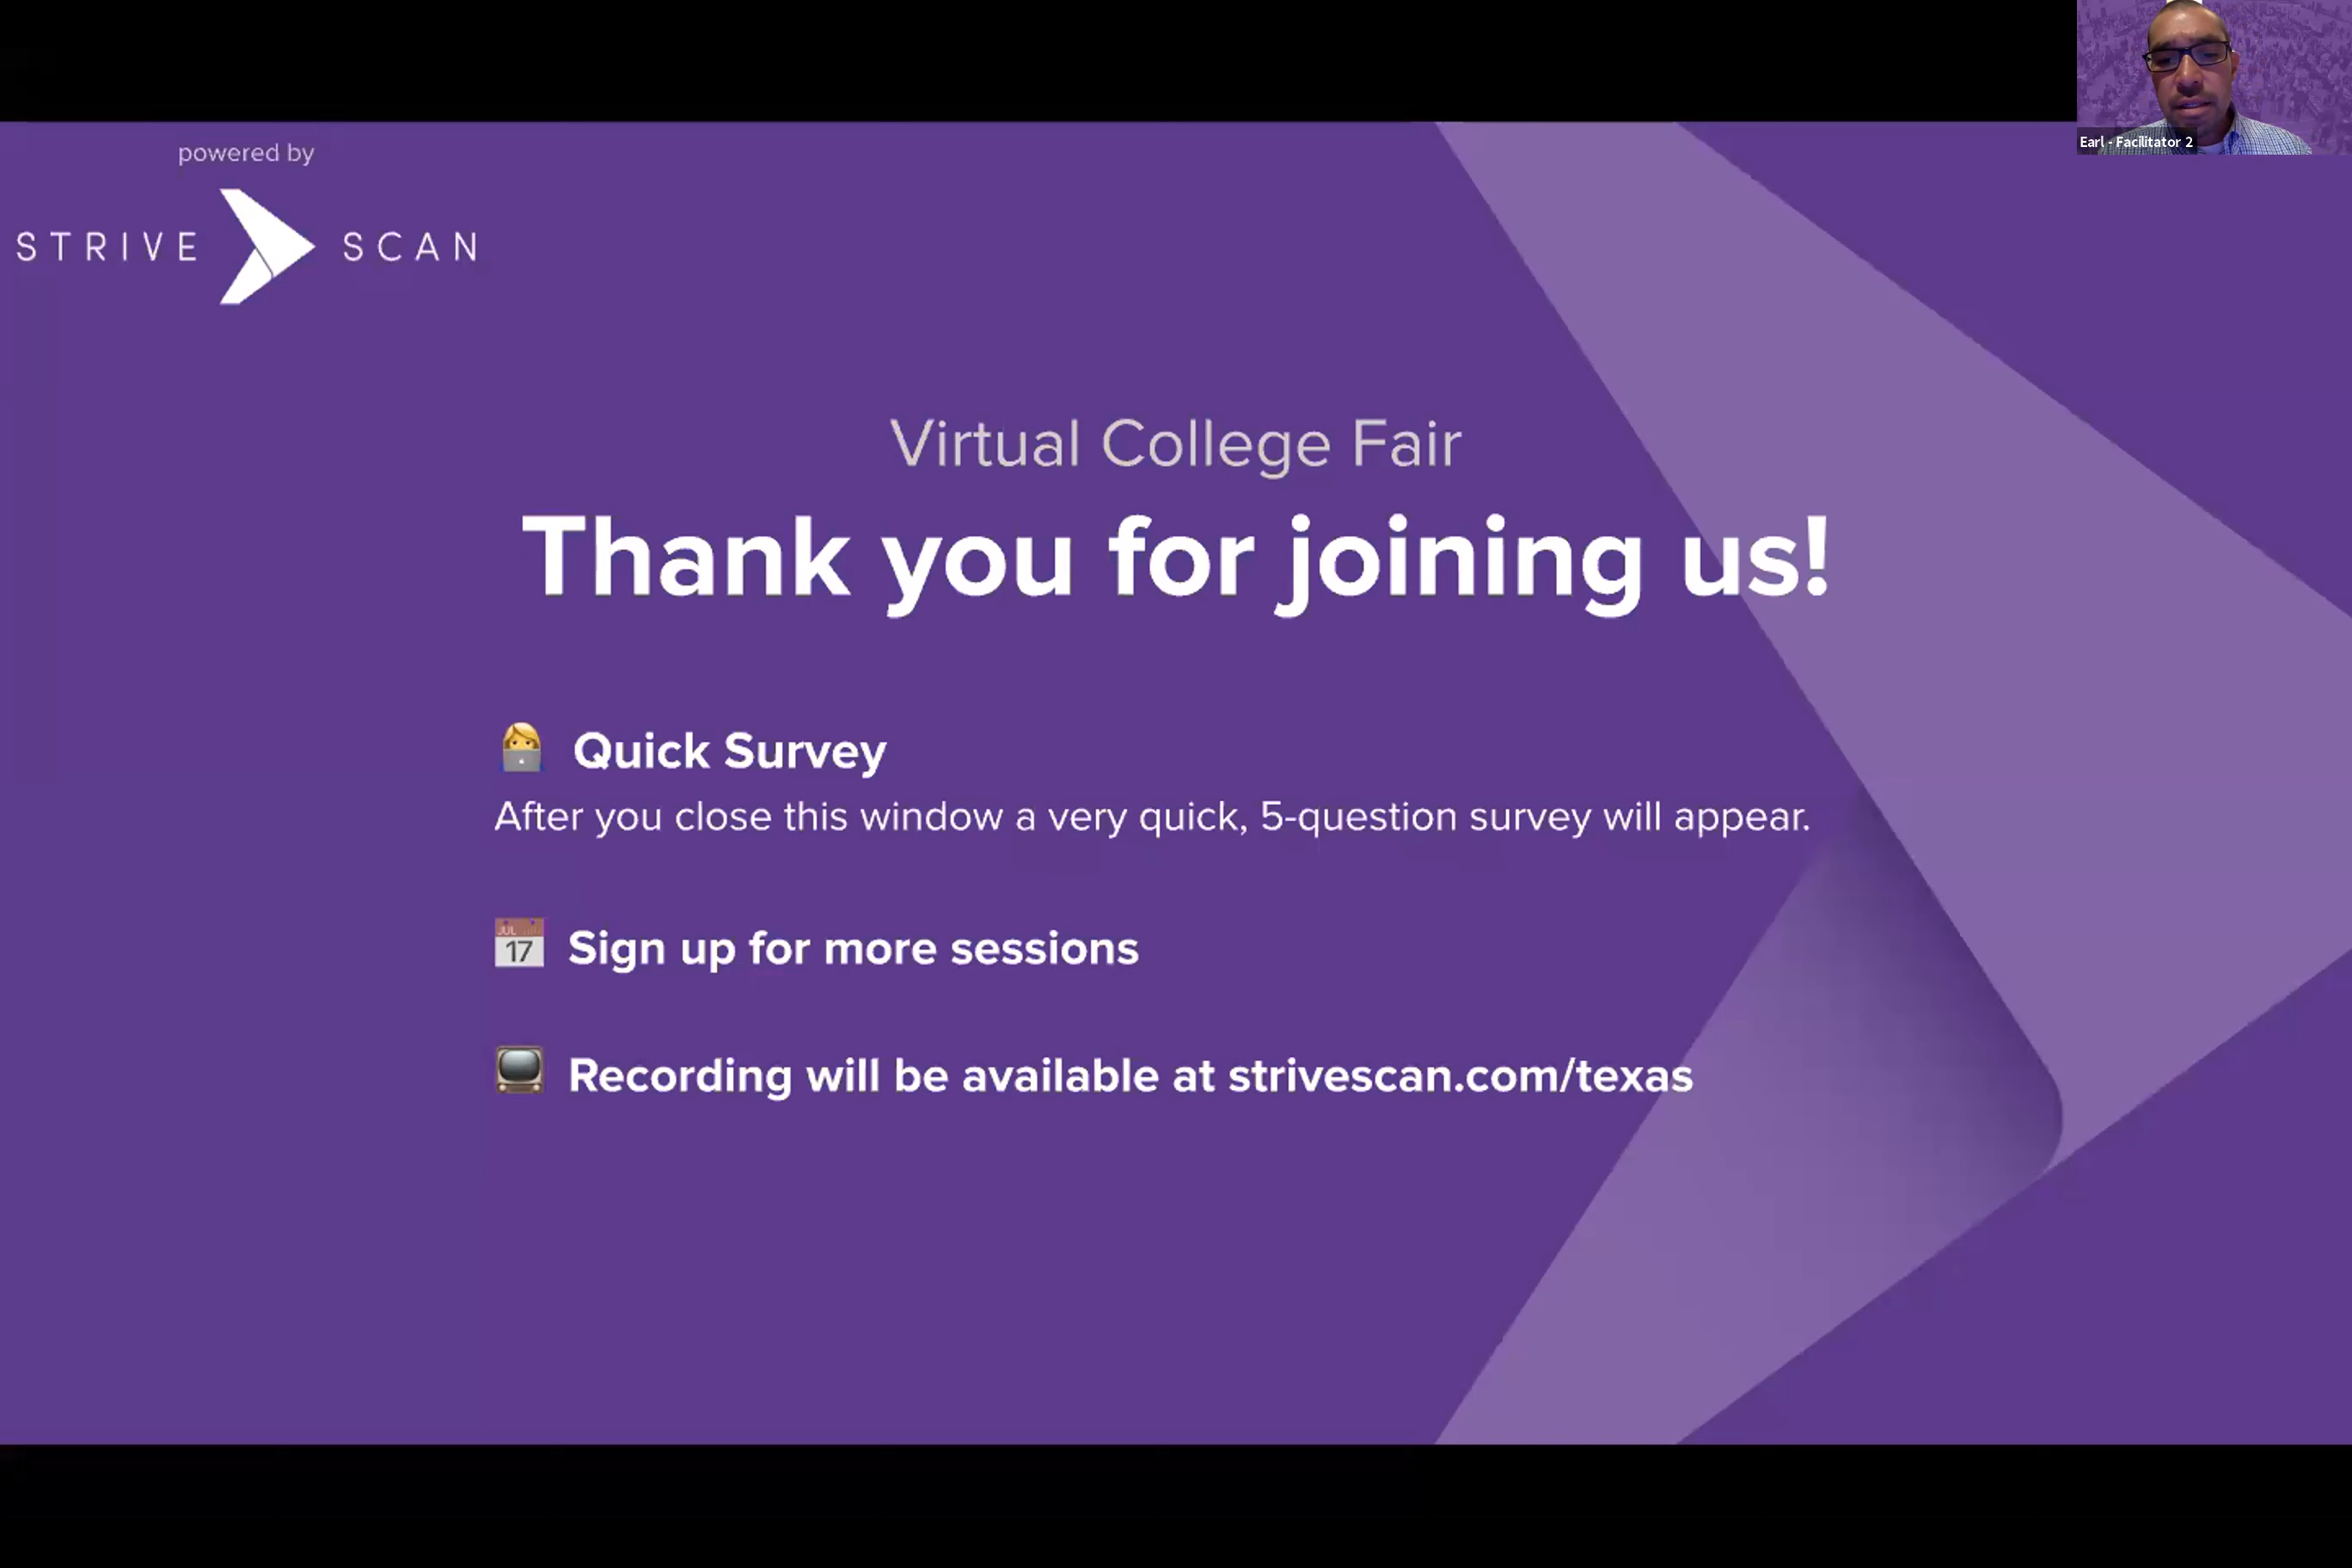 powered by
STRIVE SCAN
Earl - Facilitator 2
Virtual College Fair
Thank you for joining us!
Quick Survey
After you close this window a very quick, 5-question survey will appear.
JUL
17
Sign up for more sessions
Recording will be available at strivescan.com/texas